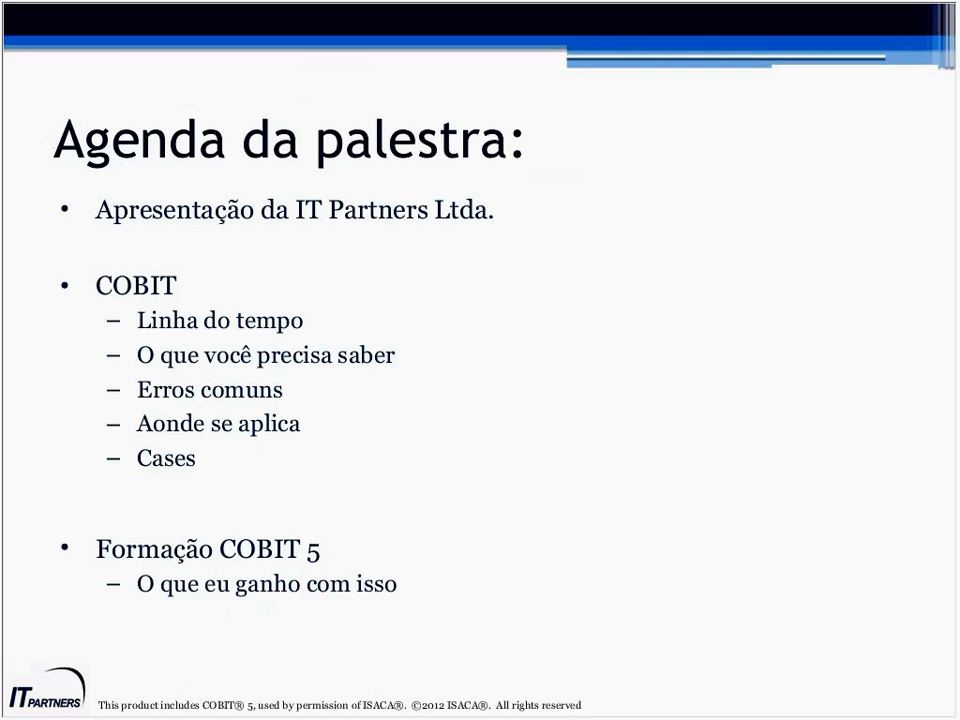 Agenda da palestra:
• Apresentação da IT Partners Ltda.
• COBIT
– Linha do tempo
– O que você precisa saber
– Erros comuns
– Aonde se aplica
– Cases
• Formação COBIT 5
– O que eu ganho com isso
IT PARTNERS
This product includes COBIT® 5, used by permission of ISACA®. ©2012 ISACA®. All rights reserved